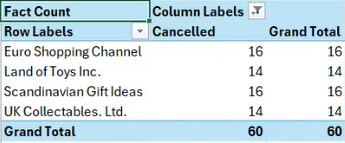 Fact Count Column Labels
Row Labels Cancelled Grand Total
Euro Shopping Channel 16 16
Land of Toys Inc. 14 14
Scandinavian Gift Ideas 16 16
UK Collectables. Ltd. 14 14
Grand Total 60 60